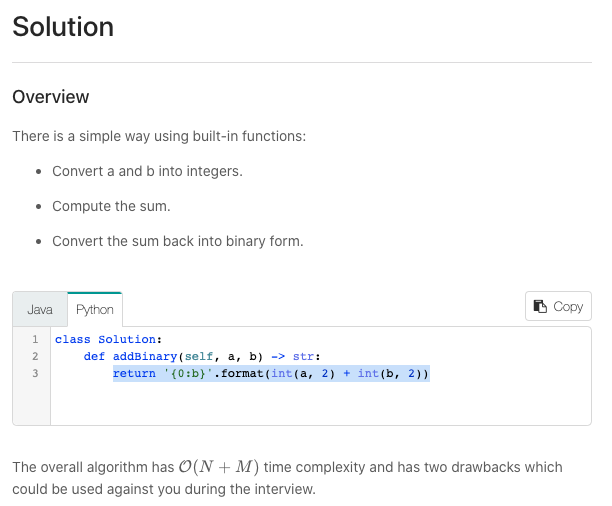 Solution
Overview
There is a simple way using built-in functions:
• Convert a and b into integers.
• Compute the sum.
• Convert the sum back into binary form.
Java Python Copy
1 class Solution:
2     def addBinary(self, a, b) -> str:
3         return '{0:b}'.format(int(a, 2) + int(b, 2))
The overall algorithm has O(N + M) time complexity and has two drawbacks which
could be used against you during the interview.